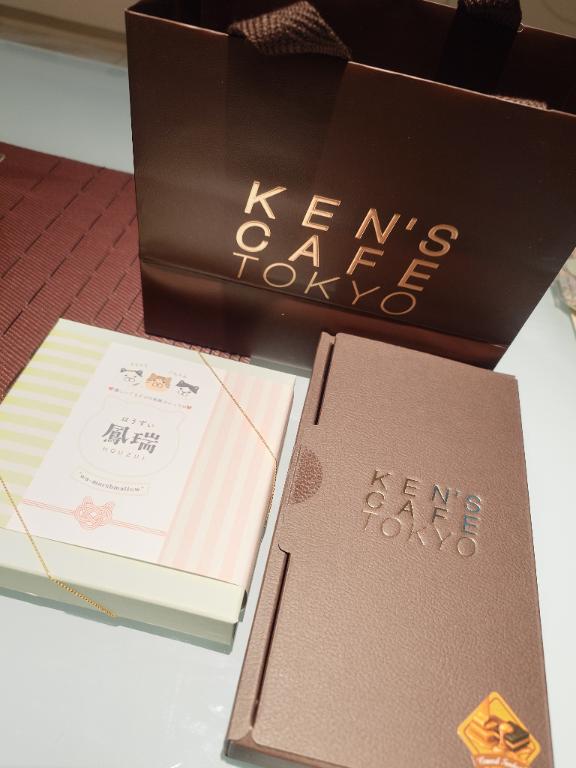 KEN'S
CAFE
TOKYO
ほうずい
鳳瑞
HOUZUI
"wa-marshmallow"
KEN'S
CAFE
TOKYO